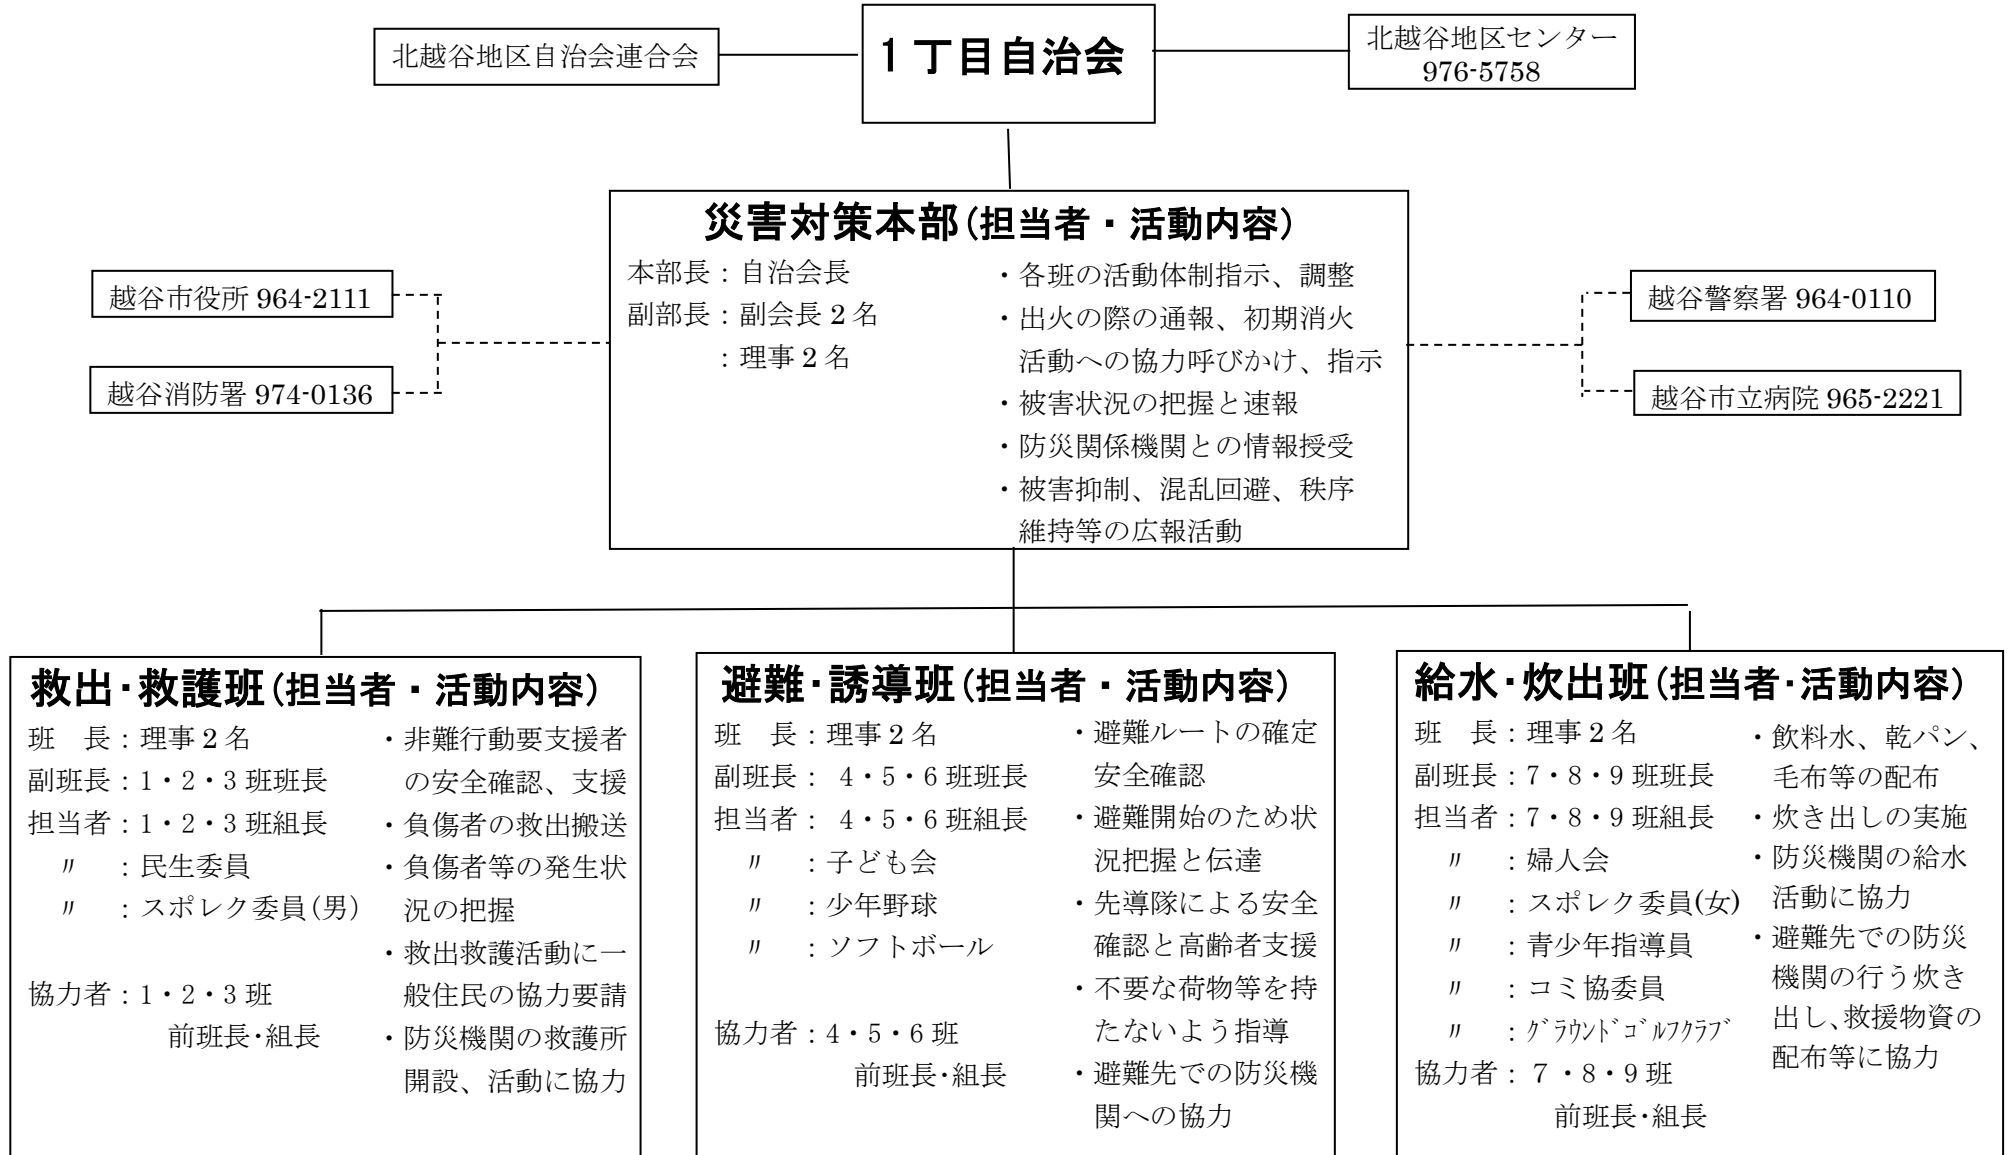 北越谷地区自治会連合会
1丁目自治会
北越谷地区センター
976-5758
災害対策本部(担当者・活動内容)
本部長：自治会長
副部長：副会長2名
：理事2名
・各班の活動体制指示、調整
・出火の際の通報、初期消火
活動への協力呼びかけ、指示
・被害状況の把握と速報
・防災関係機関との情報授受
・被害抑制、混乱回避、秩序
維持等の広報活動
越谷市役所 964-2111
越谷消防署 974-0136
越谷警察署 964-0110
越谷市立病院 965-2221
救出・救護班(担当者・活動内容)
班　長：理事2名
副班長：1・2・3班班長
担当者：1・2・3班組長
〃　：民生委員
〃　：スポレク委員(男)
協力者：1・2・3班
前班長・組長
・非難行動要支援者
の安全確認、支援
・負傷者の救出搬送
・負傷者等の発生状
況の把握
・救出救護活動に一
般住民の協力要請
・防災機関の救護所
開設、活動に協力
避難・誘導班(担当者・活動内容)
班　長：理事2名
副班長： 4・5・6班班長
担当者： 4・5・6班組長
〃　：子ども会
〃　：少年野球
〃　：ソフトボール
協力者：4・5・6班
前班長・組長
・避難ルートの確定
安全確認
・避難開始のため状
況把握と伝達
・先導隊による安全
確認と高齢者支援
・不要な荷物等を持
たないよう指導
・避難先での防災機
関への協力
給水・炊出班(担当者・活動内容)
班　長：理事2名
副班長：7・8・9班班長
担当者：7・8・9班組長
〃　：婦人会
〃　：スポレク委員(女)
〃　：青少年指導員
〃　：コミ協委員
〃　：ｸﾞﾗｳﾝﾄﾞｺﾞﾙﾌｸﾗﾌﾞ
協力者：7・8・9班
前班長・組長
・飲料水、乾パン、
毛布等の配布
・炊き出しの実施
・防災機関の給水
活動に協力
・避難先での防災
機関の行う炊き
出し、救援物資の
配布等に協力